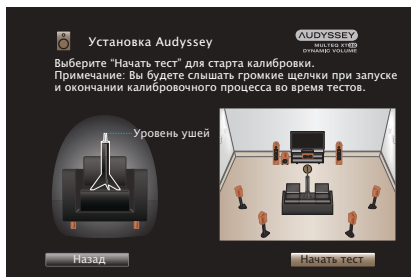 Установка Audyssey
AUDYSSEY
MULTEQ XT32
DYNAMIC VOLUME
Выберите “Начать тест” для старта калибровки.
Примечание: Вы будете слышать громкие щелчки при запуске
и окончании калибровочного процесса во время тестов.
Уровень ушей
Назад
Начать тест